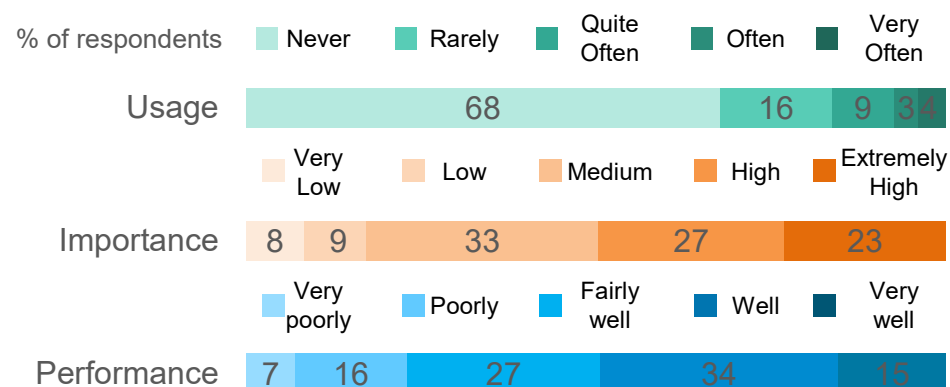 % of respondents Never Rarely Quite Often Often Very Often
Usage 68 16 9 3 4
Very Low Low Medium High Extremely High
Importance 8 9 33 27 23
Very poorly Poorly Fairly well Well Very well
Performance 7 16 27 34 15